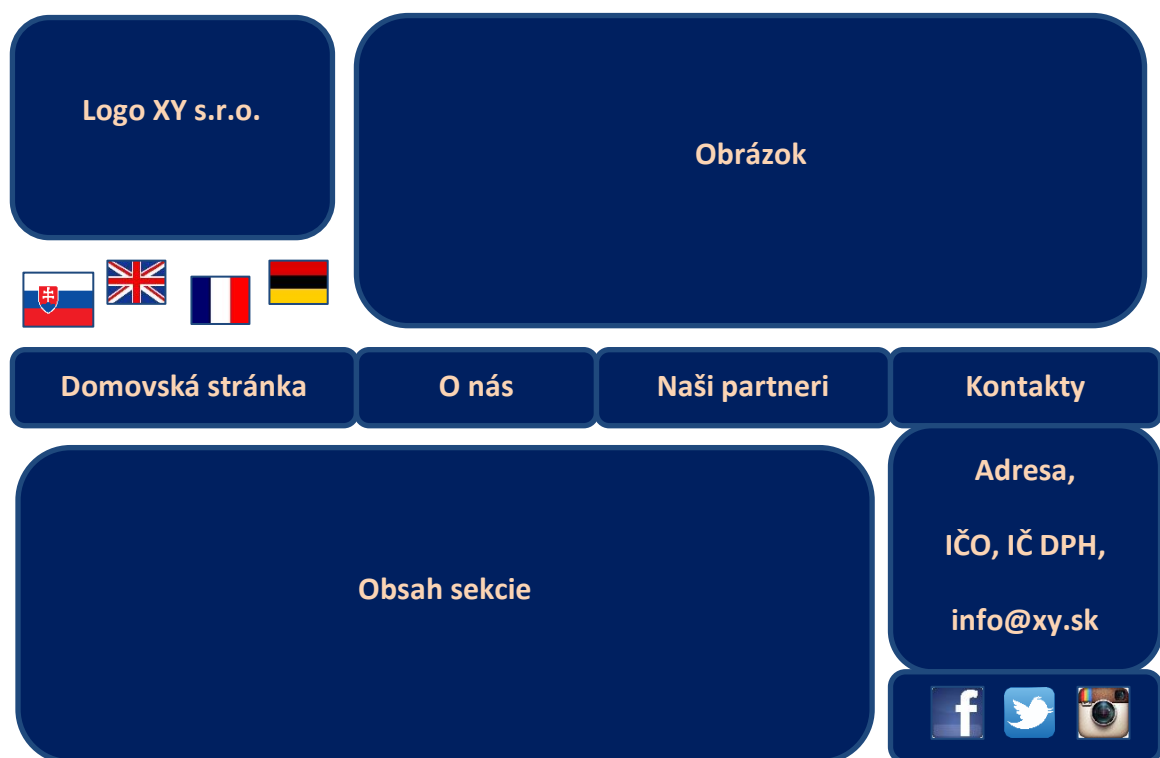 Logo XY s.r.o.
Obrázok
Domovská stránka
O nás
Naši partneri
Kontakty
Obsah sekcie
Adresa,
IČO, IČ DPH,
info@xy.sk
f